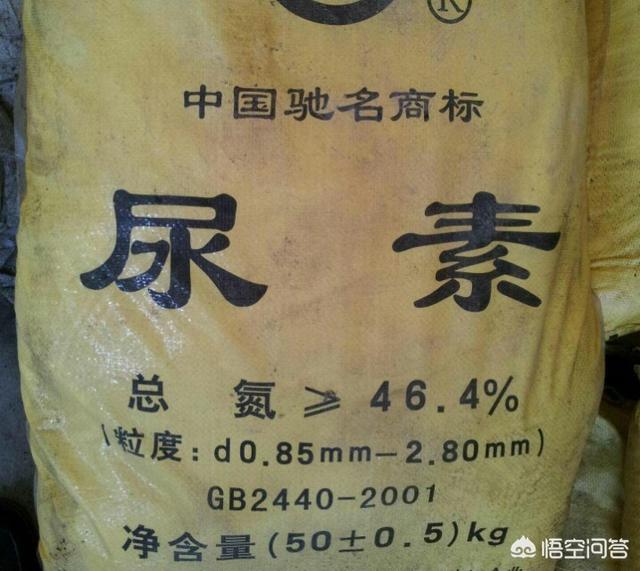 ®
中国驰名商标
尿素
总 氮 ≥ 46.4%
(粒度: d0.85mm-2.80mm)
GB2440-2001
净含量(50±0.5)kg
悟空问答